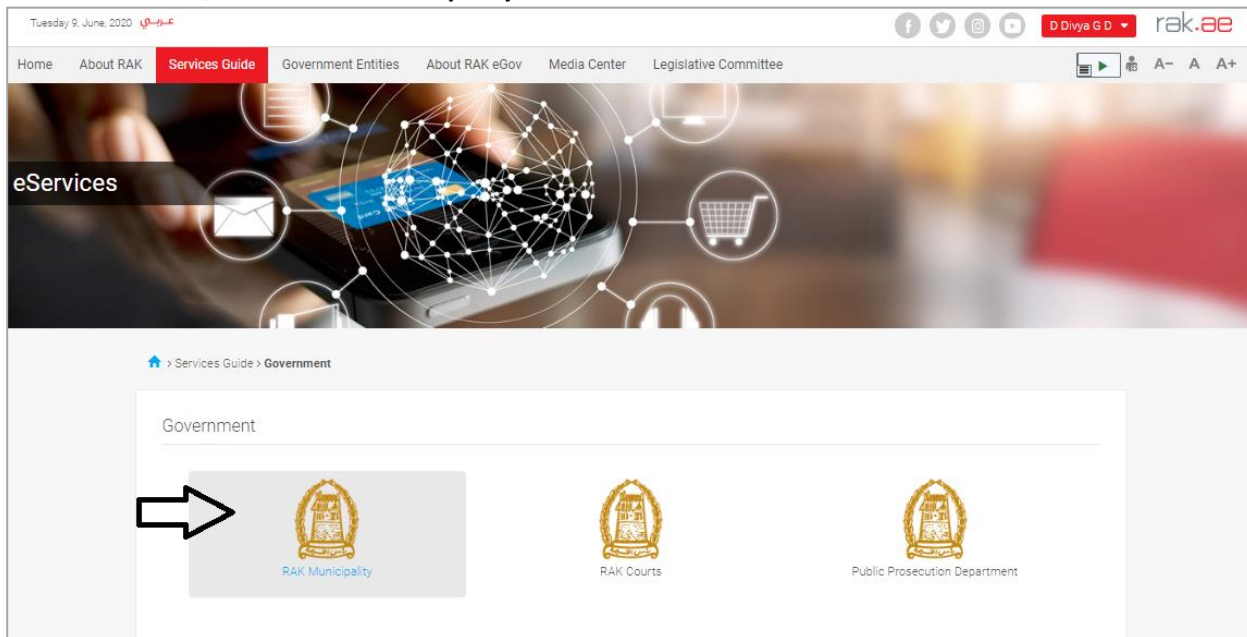 Tuesday 9, June, 2020 عربي
D Divya G D
rak.ae
Home About RAK Services Guide Government Entities About RAK eGov Media Center Legislative Committee A- A A+
eServices
> Services Guide > Government
Government
RAK Municipality RAK Courts Public Prosecution Department